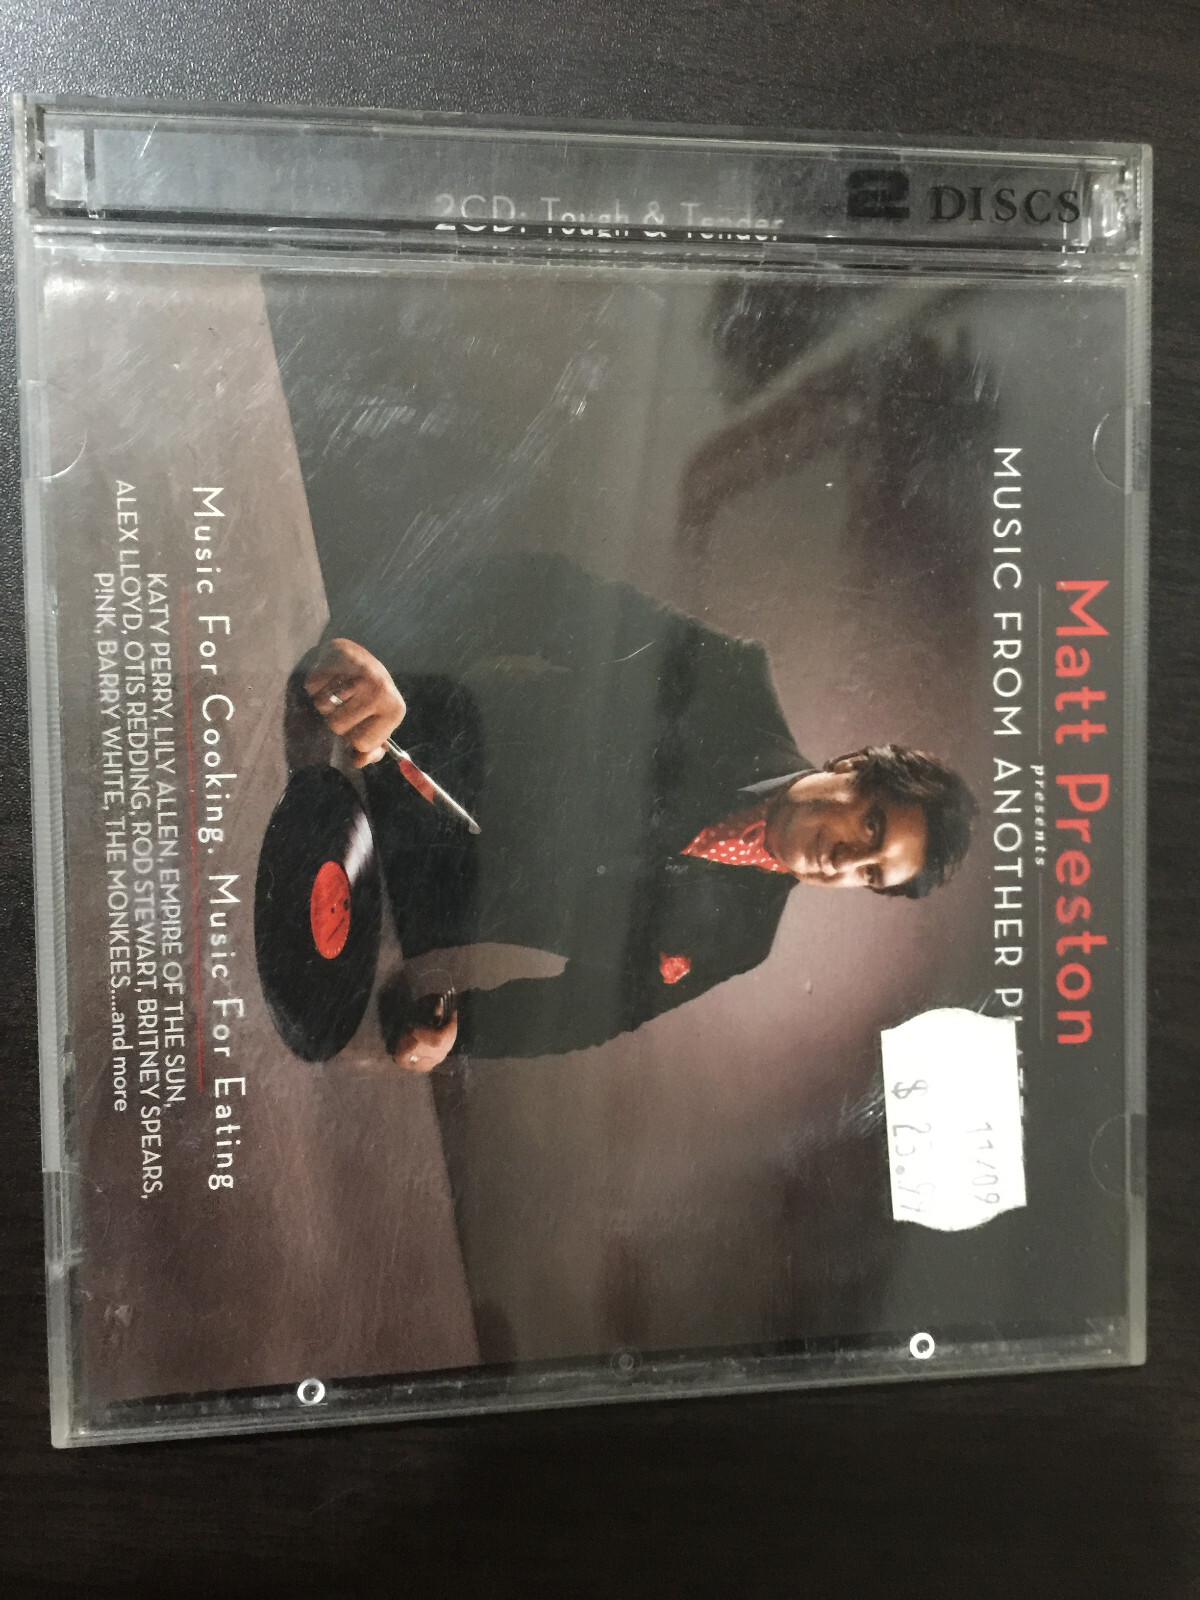 2 DISCS
2CD: Tough & Tender
Matt Preston
presents
MUSIC FROM ANOTHER
11/09
Music For Cooking. Music For Eating
KATY PERRY, LILY ALLEN, EMPIRE OF THE SUN,
ALEX LLOYD, OTIS REDDING, ROD STEWART, BRITNEY SPEARS,
P!NK, BARRY WHITE, THE MONKEES....and more